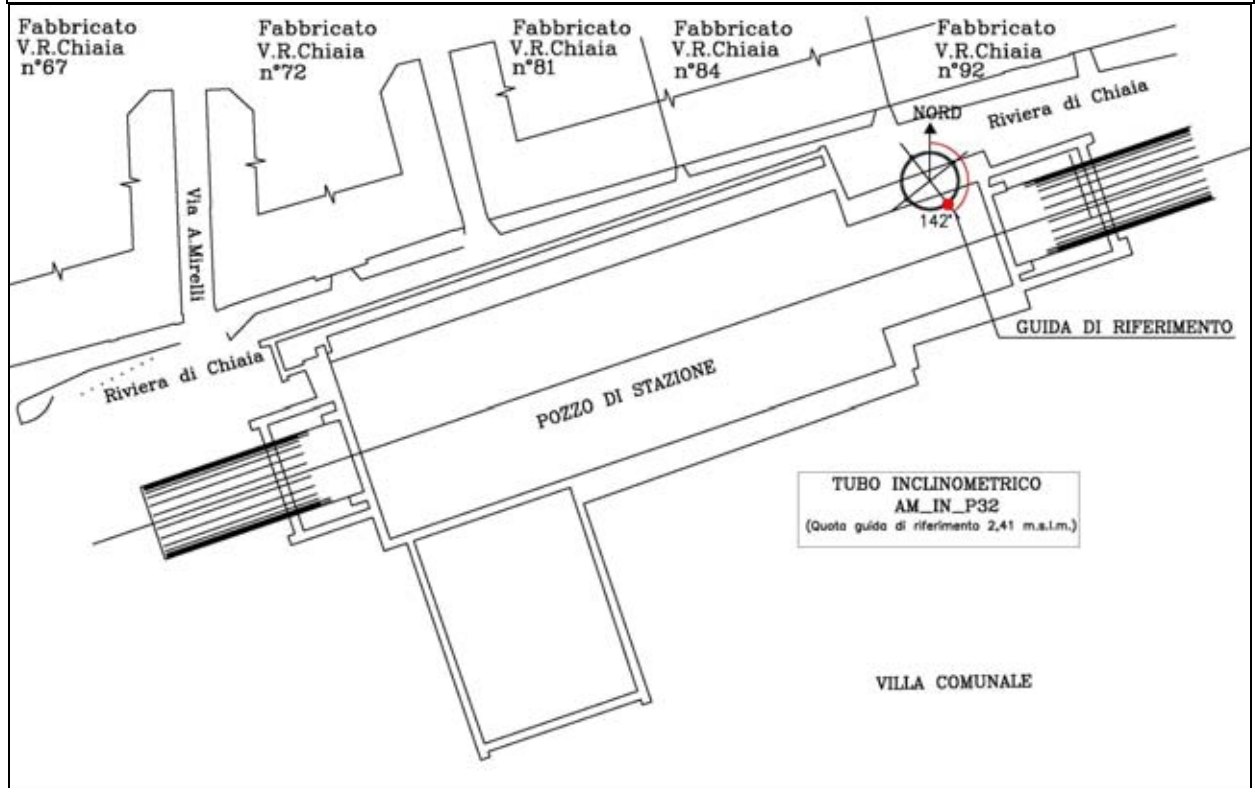 Fabbricato
V.R.Chiaia
n°67
Fabbricato
V.R.Chiaia
n°72
Fabbricato
V.R.Chiaia
n°81
Fabbricato
V.R.Chiaia
n°84
Fabbricato
V.R.Chiaia
n°92
NORD
Riviera di Chiaia
Via A.Mirelli
142°
GUIDA DI RIFERIMENTO
Riviera di Chiaia
POZZO DI STAZIONE
TUBO INCLINOMETRICO
AM_IN_P32
(Quota guida di riferimento 2,41 m.s.l.m.)
VILLA COMUNALE